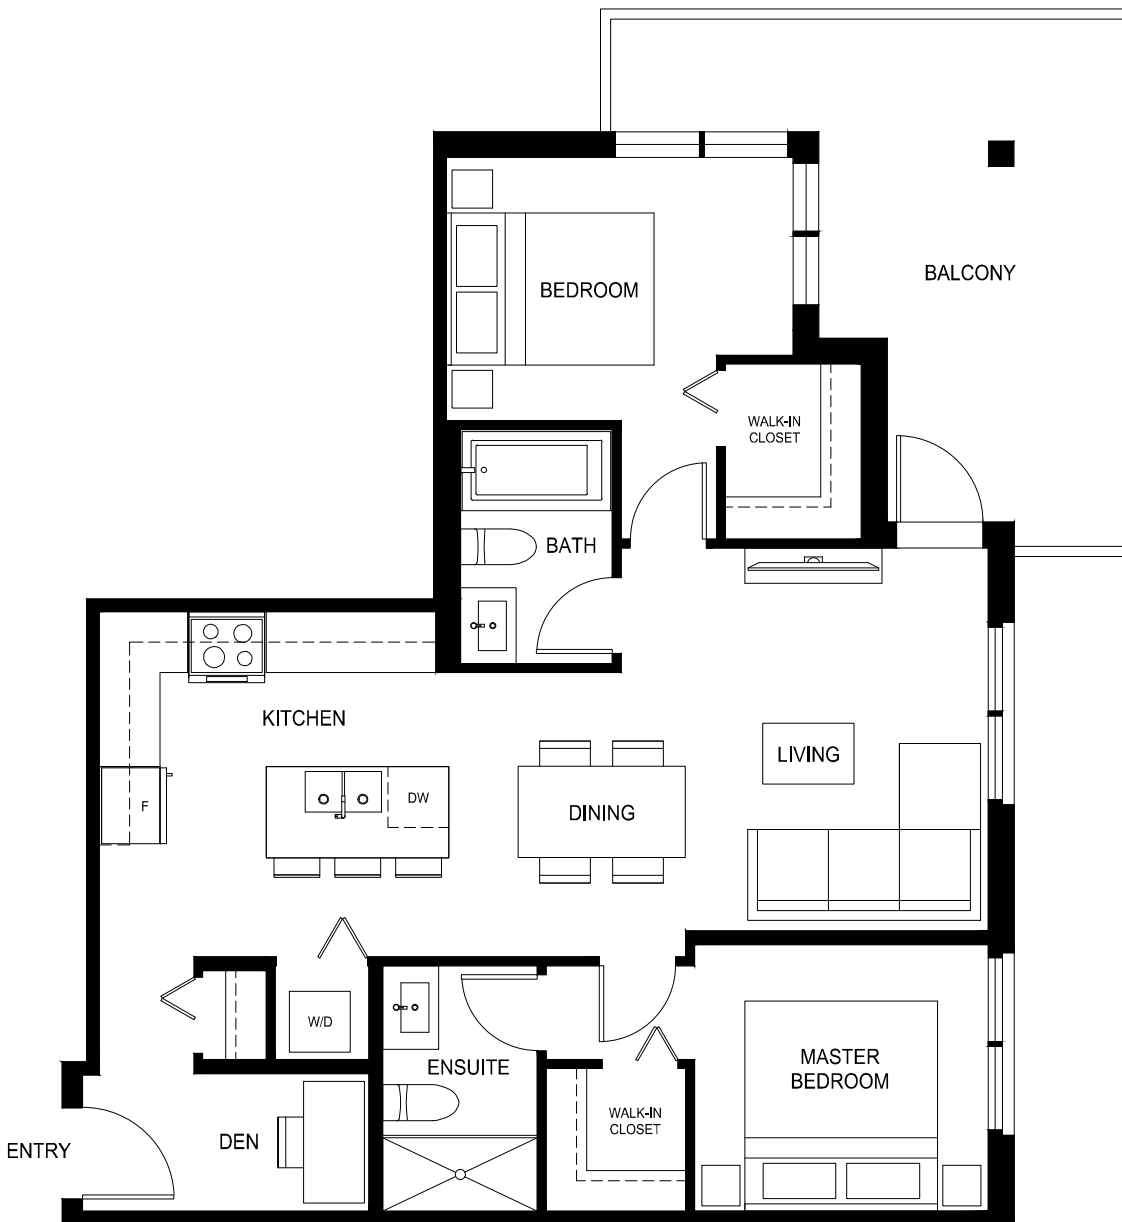 BALCONY
BEDROOM
WALK-IN
CLOSET
BATH
KITCHEN
LIVING
F
DW
DINING
W/D
ENSUITE
MASTER
BEDROOM
WALK-IN
CLOSET
DEN
ENTRY